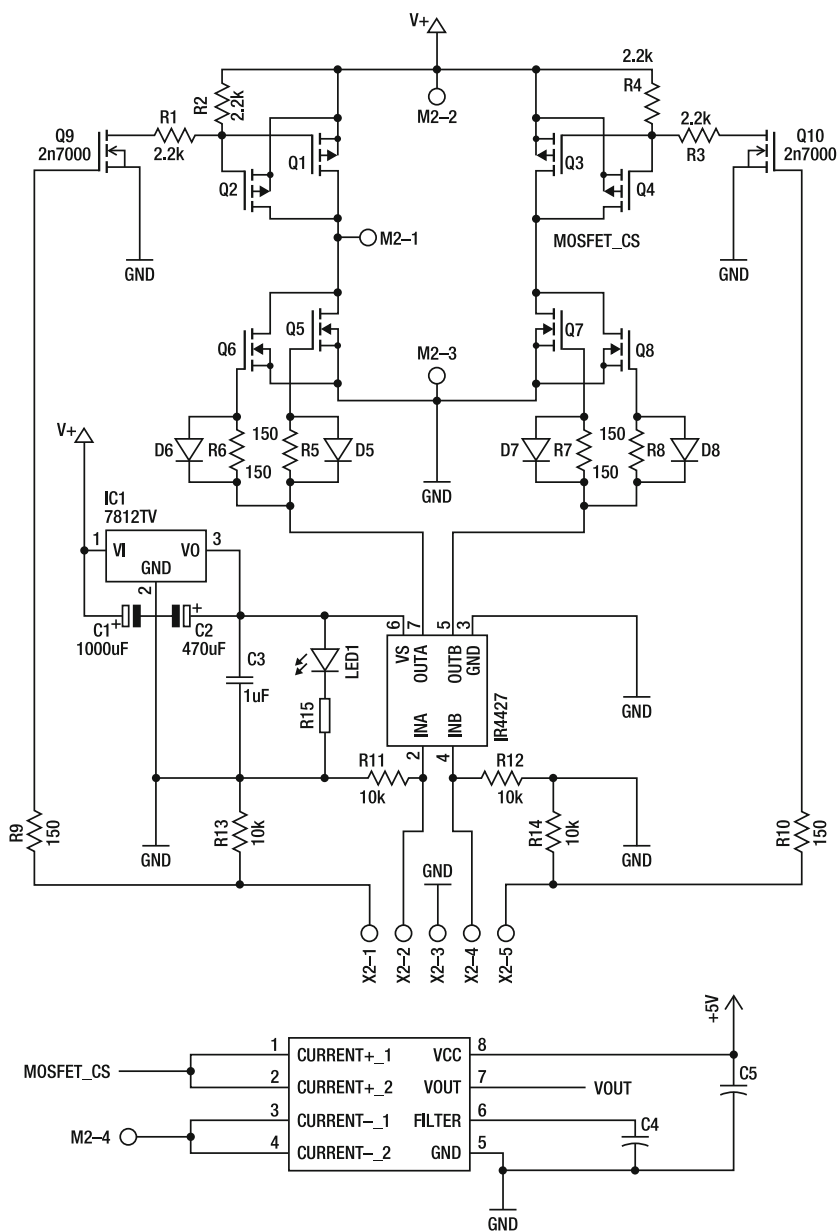 V+
2.2k
R2
2.2k
R4
M2–2
Q9
2n7000
R1
2.2k
Q1
Q2
Q3
Q4
2.2k
R3
Q10
2n7000
M2–1
MOSFET_CS
GND
GND
Q5
Q6
Q7
Q8
M2–3
V+
D6
R6
150
150
R5
D5
D7
R7
150
150
R8
D8
GND
IC1
7812TV
1
VI
VO
3
GND
2
+
C1
1000uF
+
C2
470uF
C3
1uF
LED1
R15
6
7
5
3
VS
OUTA
OUTB
GND
INA
INB
IR4427
2
4
GND
R11
10k
R12
10k
R9
150
GND
R13
10k
R14
10k
GND
R10
150
GND
X2–1
X2–2
X2–3
X2–4
X2–5
+5V
MOSFET_CS
1
CURRENT+_1
VCC
8
2
CURRENT+_2
VOUT
7
VOUT
C5
M2–4
3
CURRENT–_1
FILTER
6
C4
4
CURRENT–_2
GND
5
GND